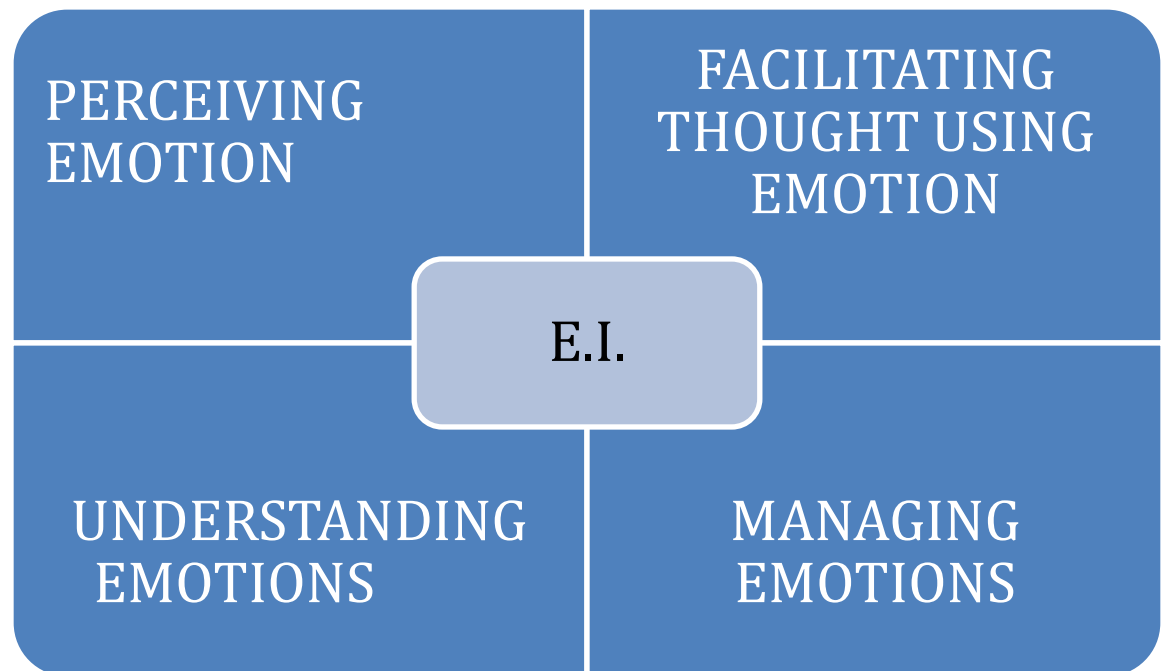 PERCEIVING
EMOTION
FACILITATING
THOUGHT USING
EMOTION
E.I.
UNDERSTANDING
EMOTIONS
MANAGING
EMOTIONS